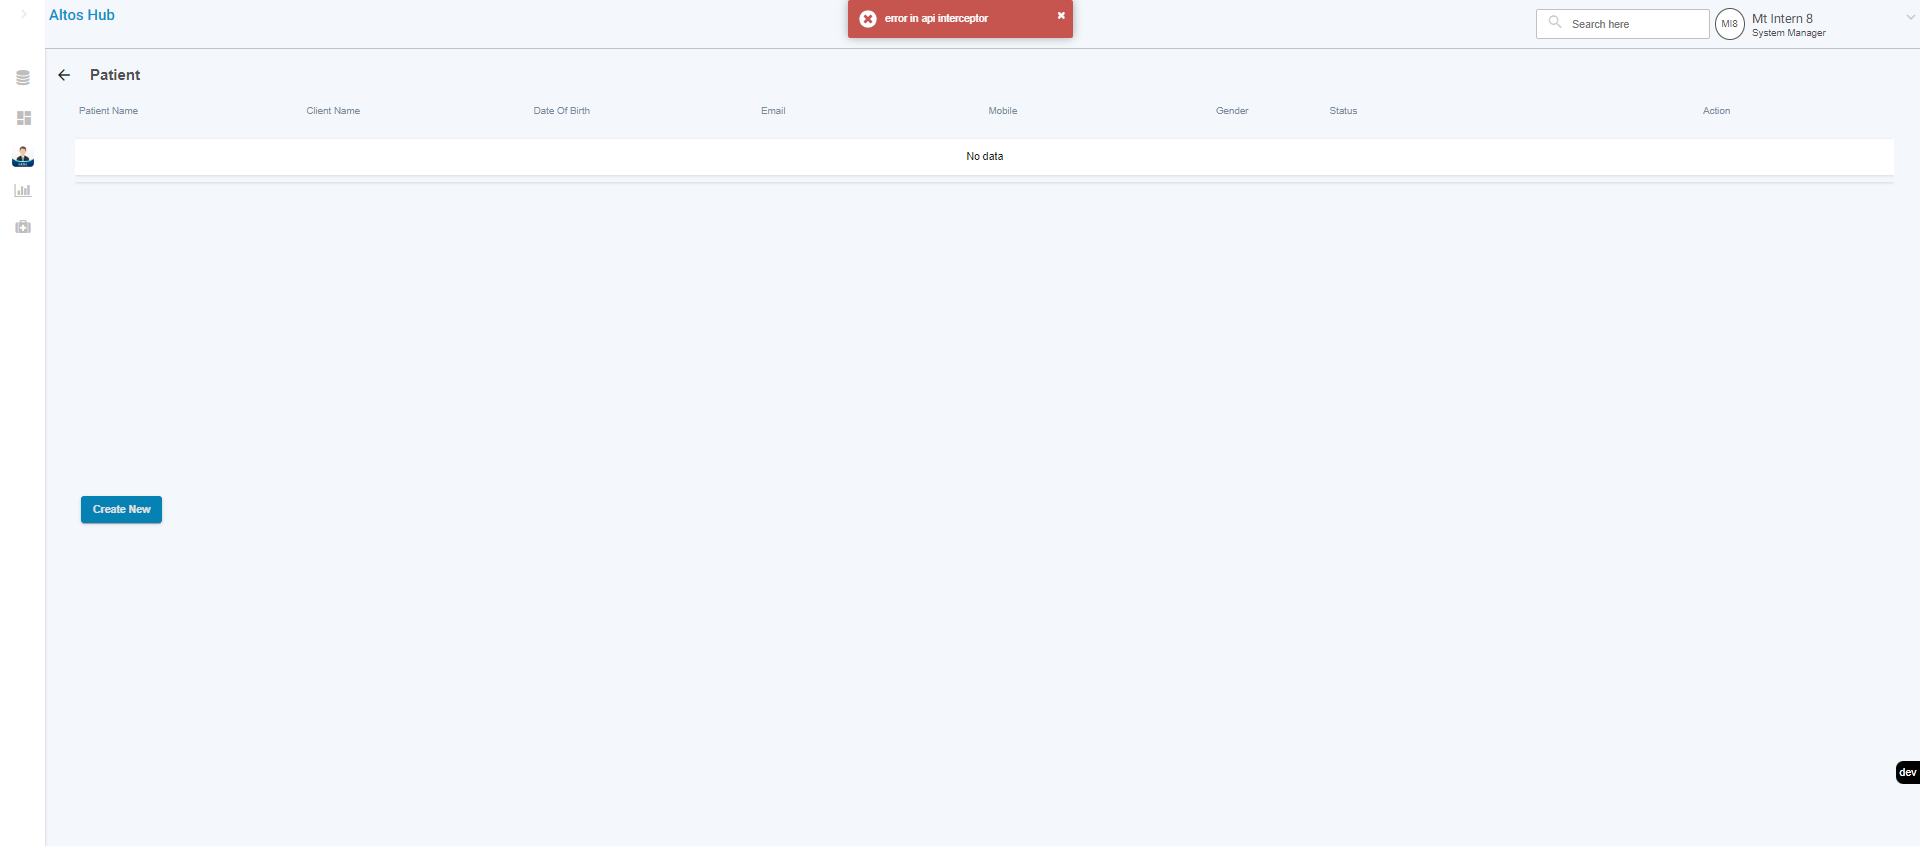 Altos Hub
error in api interceptor
Search here
MI8
Mt Intern 8
System Manager
Patient
Patient Name Client Name Date Of Birth Email Mobile Gender Status Action
No data
Create New
dev